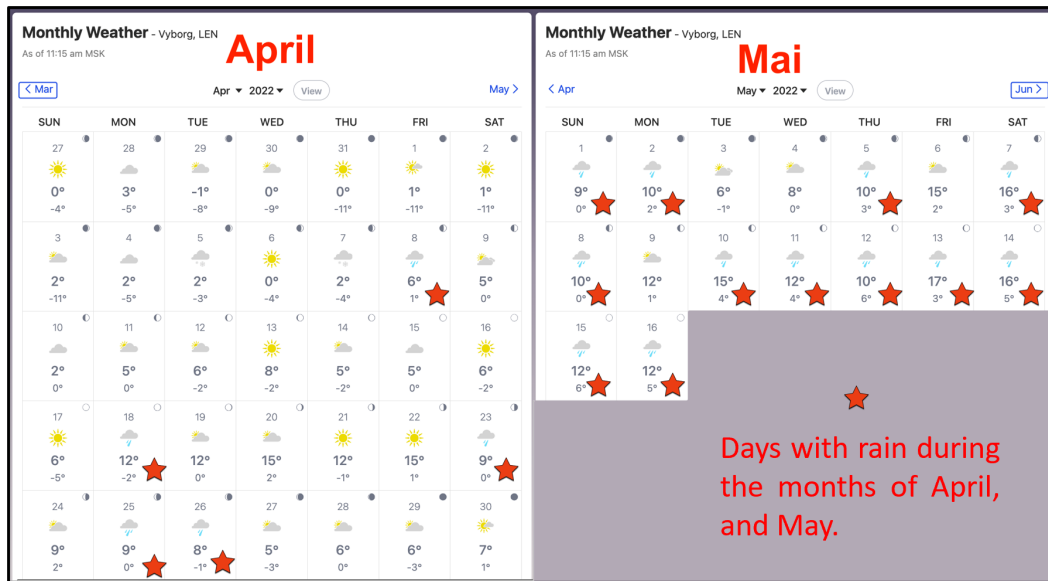 Monthly Weather - Vyborg, LEN
As of 11:15 am MSK
April
< Mar
Apr 2022 View
May >
SUN MON TUE WED THU FRI SAT
27 28 29 30 31 1 2
0° 3° -1° 0° 0° 1° 1°
-4° -5° -8° -9° -11° -11° -11°
3 4 5 6 7 8 9
2° 2° 2° 0° 2° 6° 5°
-11° -5° -3° -4° -4° 1° 0°
10 11 12 13 14 15 16
2° 5° 6° 8° 5° 5° 6°
0° 0° -2° -2° -2° 0° -2°
17 18 19 20 21 22 23
6° 12° 12° 15° 12° 15° 9°
-5° -2° 0° 2° -1° 1° 0°
24 25 26 27 28 29 30
9° 9° 8° 5° 6° 6° 7°
2° 0° -1° -3° 0° -3° 1°
Monthly Weather - Vyborg, LEN
As of 11:15 am MSK
Mai
< Apr
May 2022 View
Jun >
SUN MON TUE WED THU FRI SAT
1 2 3 4 5 6 7
9° 10° 6° 8° 10° 15° 16°
0° 2° -1° 0° 3° 2° 3°
8 9 10 11 12 13 14
10° 12° 15° 12° 10° 17° 16°
0° 1° 4° 4° 6° 3° 5°
15 16
12° 12°
6° 5°
Days with rain during
the months of April,
and May.